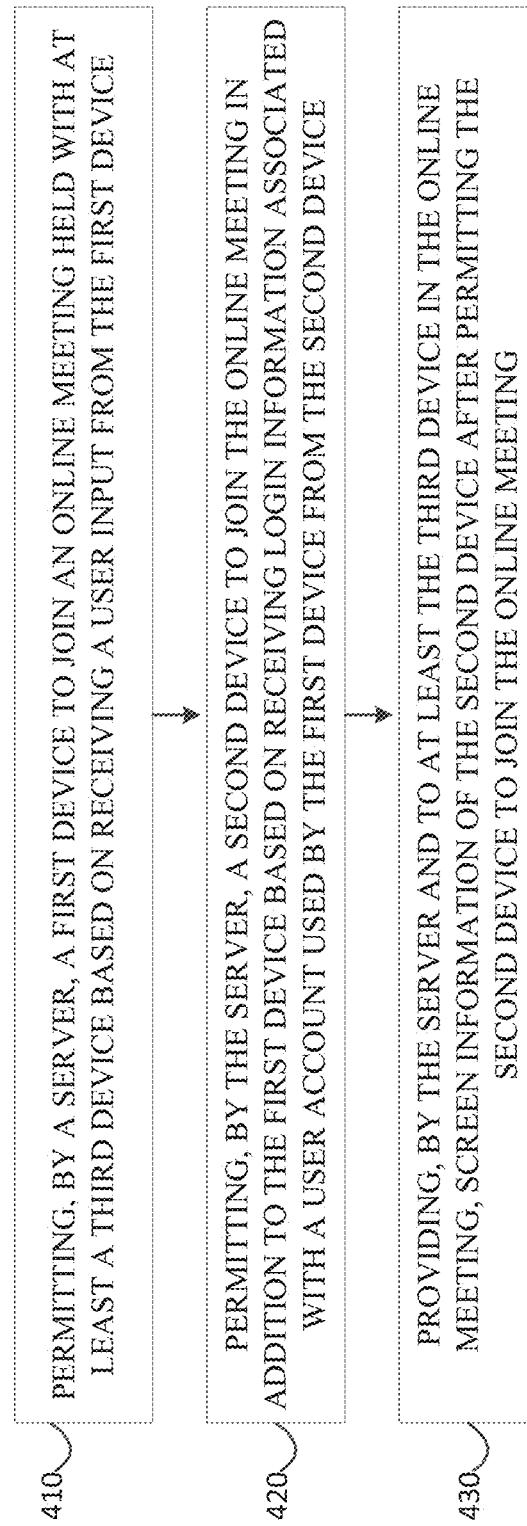 410
PERMITTING, BY A SERVER, A FIRST DEVICE TO JOIN AN ONLINE MEETING HELD WITH AT
LEAST A THIRD DEVICE BASED ON RECEIVING A USER INPUT FROM THE FIRST DEVICE
420
PERMITTING, BY THE SERVER, A SECOND DEVICE TO JOIN THE ONLINE MEETING IN
ADDITION TO THE FIRST DEVICE BASED ON RECEIVING LOGIN INFORMATION ASSOCIATED
WITH A USER ACCOUNT USED BY THE FIRST DEVICE FROM THE SECOND DEVICE
430
PROVIDING, BY THE SERVER AND TO AT LEAST THE THIRD DEVICE IN THE ONLINE
MEETING, SCREEN INFORMATION OF THE SECOND DEVICE AFTER PERMITTING THE
SECOND DEVICE TO JOIN THE ONLINE MEETING